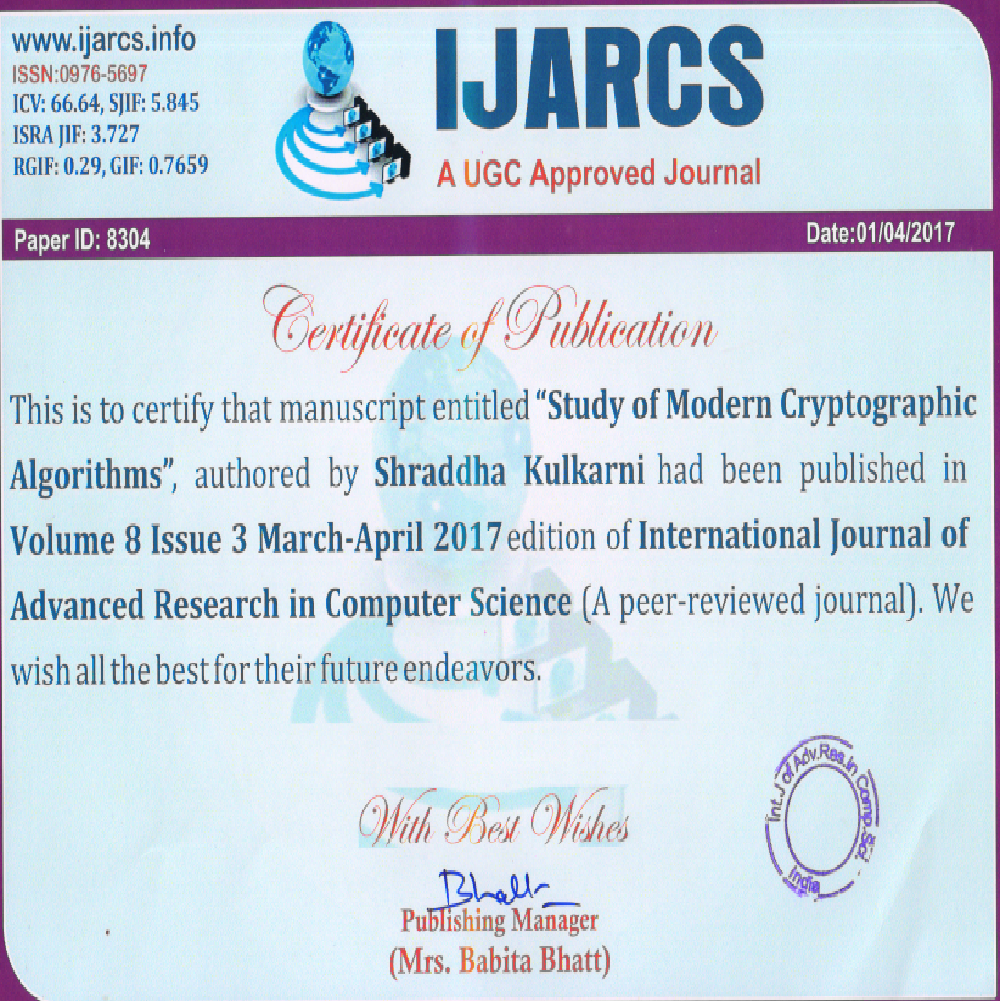 www.ijarcs.info
ISSN:0976-5697
ICV: 66.64, SJIF: 5.845
ISRA JIF: 3.727
RGIF: 0.29, GIF: 0.7659
IJARCS
A UGC Approved Journal
Paper ID: 8304
Date:01/04/2017
Certificate of Publication
This is to certify that manuscript entitled “Study of Modern Cryptographic
Algorithms”, authored by Shraddha Kulkarni had been published in
Volume 8 Issue 3 March-April 2017 edition of International Journal of
Advanced Research in Computer Science (A peer-reviewed journal). We
wish all the best for their future endeavors.
With Best Wishes
Bhatt
Publishing Manager
(Mrs. Babita Bhatt)
Int.J of Adv.Res.in Comp.Sci.
India